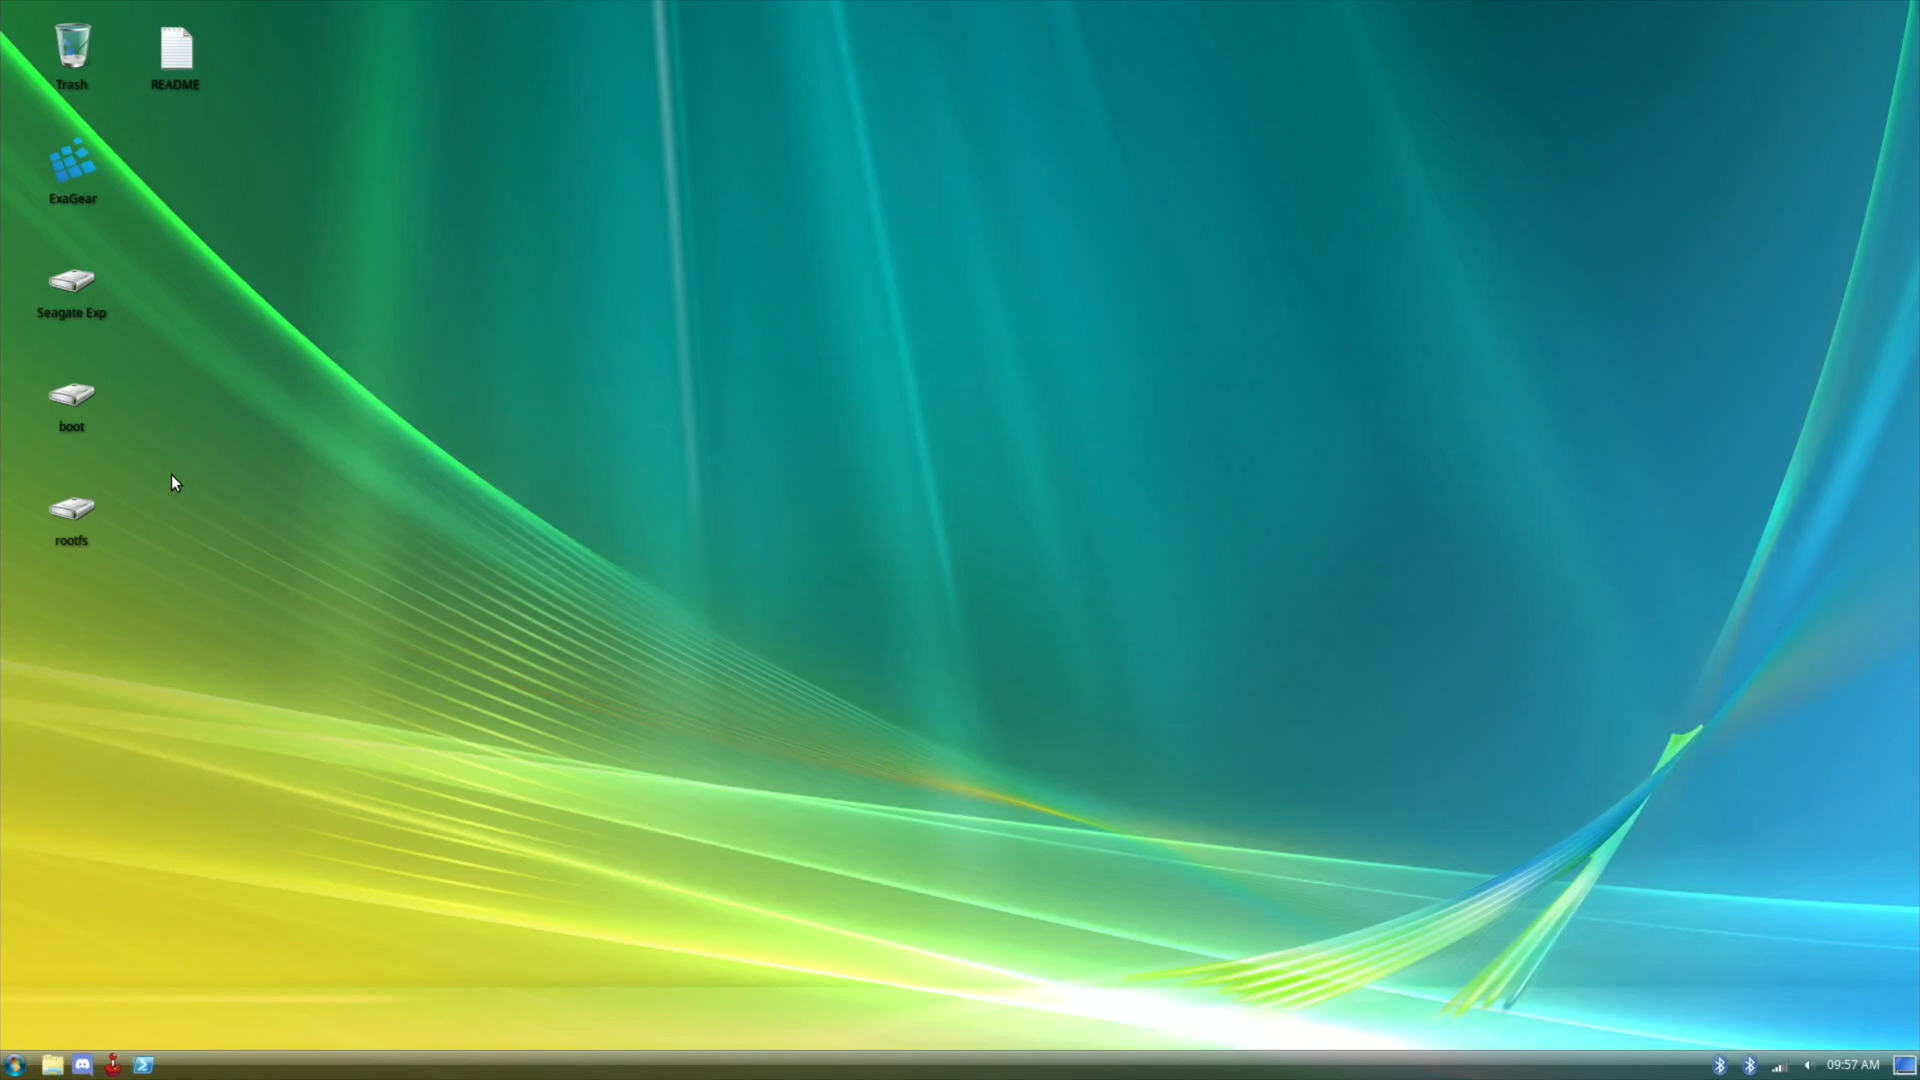 Trash
README
ExaGear
Seagate Exp
boot
rootfs
09:57 AM